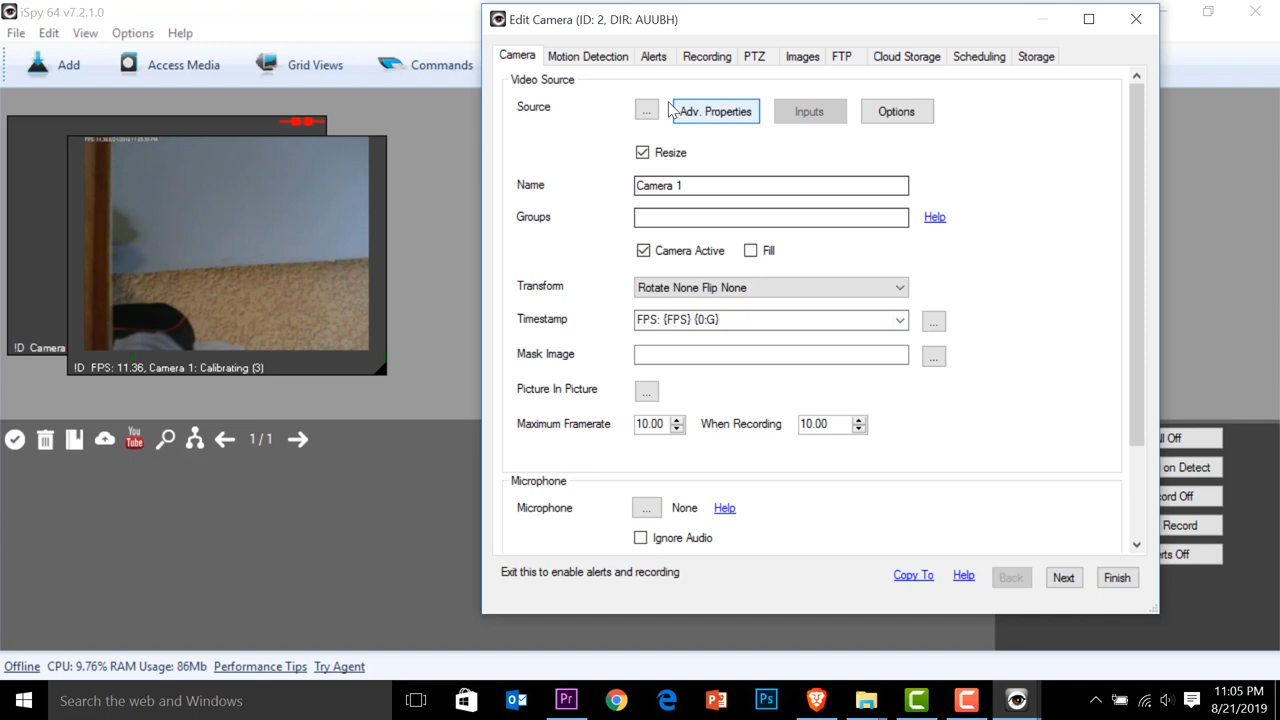 iSpy 64 v7.2.1.0
File Edit View Options Help
Add Access Media Grid Views Commands
!D Camera
!D FPS: 11.36, Camera 1: Calibrating (3)
You
Tube
1/1
Edit Camera (ID: 2, DIR: AUUBH)
Camera Motion Detection Alerts Recording PTZ Images FTP Cloud Storage Scheduling Storage
Video Source
Source ... Adv. Properties Inputs Options
Resize
Name Camera 1
Groups Help
Camera Active Fill
Transform Rotate None Flip None
Timestamp FPS: {FPS} {0:G} ...
Mask Image ...
Picture In Picture ...
Maximum Framerate 10.00 When Recording 10.00
Microphone
Microphone ... None Help
Ignore Audio
Exit this to enable alerts and recording
Copy To Help Back Next Finish
ll Off
on Detect
ord Off
Record
rts Off
Offline CPU: 9.76% RAM Usage: 86Mb Performance Tips Try Agent
Search the web and Windows
Pr
Ps
11:05 PM
8/21/2019